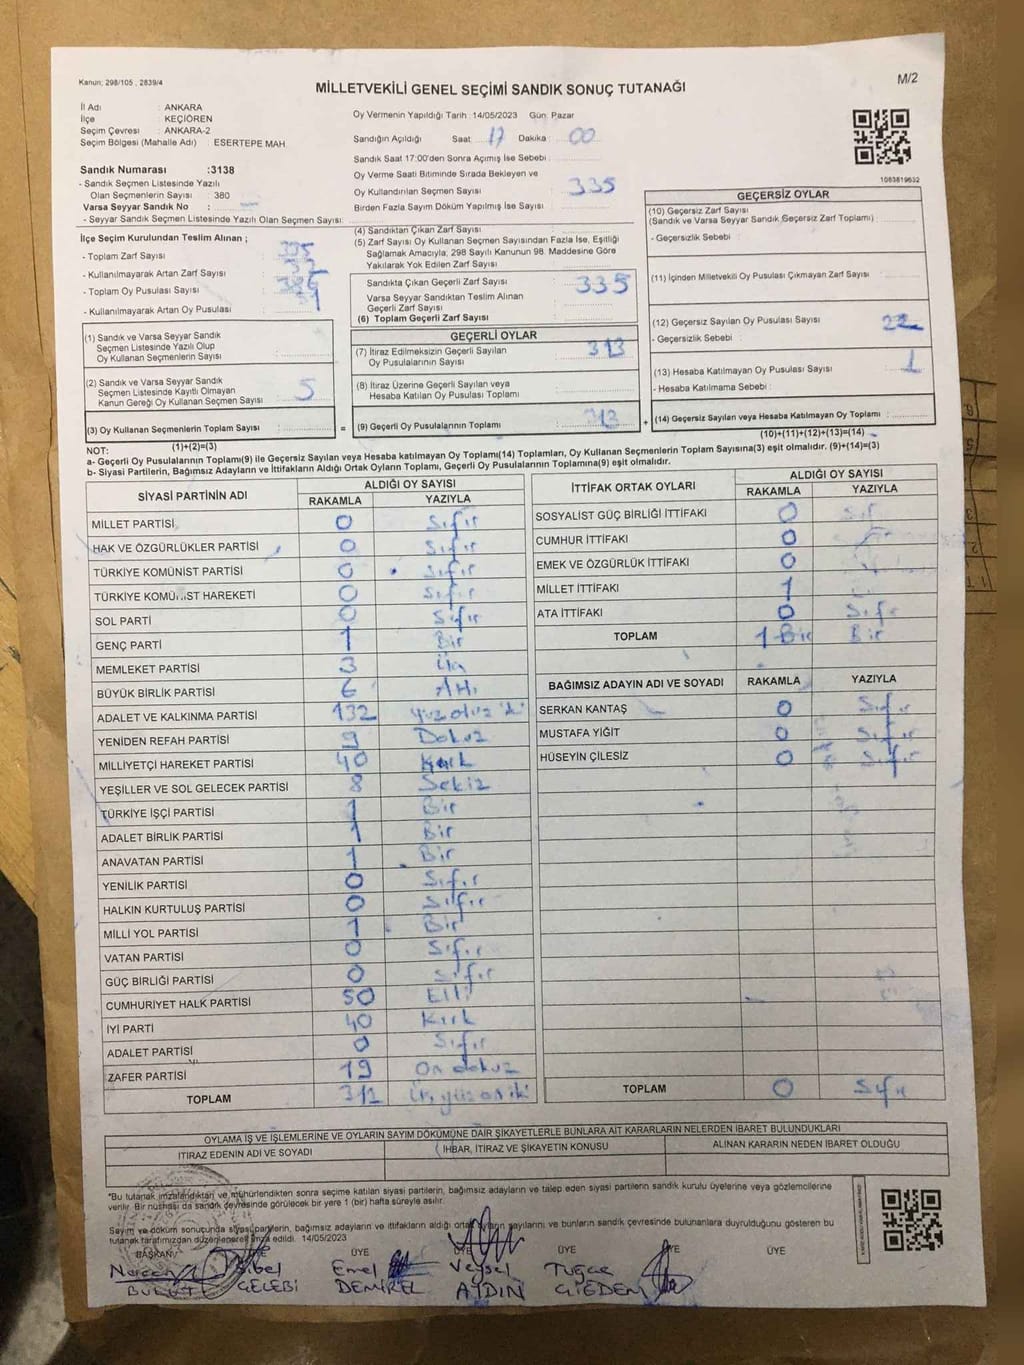 Kanun: 298/105 , 2839/4
MİLLETVEKİLİ GENEL SEÇİMİ SANDIK SONUÇ TUTANAĞI
M/2
İl Adı : ANKARA
İlçe : KEÇİÖREN
Seçim Çevresi : ANKARA-2
Seçim Bölgesi (Mahalle Adı) ESERTEPE MAH
Sandık Numarası :3138
- Sandık Seçmen Listesinde Yazılı
Olan Seçmenlerin Sayısı : 380
Varsa Seyyar Sandık No :
- Seyyar Sandık Seçmen Listesinde Yazılı Olan Seçmen Sayısı:
Oy Vermenin Yapıldığı Tarih :14/05/2023 Gün: Pazar
Sandığın Açıldığı Saat 17 Dakika : 00
Sandık Saat 17:00'den Sonra Açımış İse Sebebi :
Oy Verme Saati Bitiminde Sırada Bekleyen ve
Oy Kullandırılan Seçmen Sayısı 335
Birden Fazla Sayım Döküm Yapılmış İse Sayısı
1083819632
İlçe Seçim Kurulundan Teslim Alınan ;
- Toplam Zarf Sayısı :
- Kullanılmayarak Artan Zarf Sayısı :
- Toplam Oy Pusulası Sayısı :
- Kullanılmayarak Artan Oy Pusulası :
(1) Sandık ve Varsa Seyyar Sandık
Seçmen Listesinde Yazılı Olup
Oy Kullanan Seçmenlerin Sayısı
(2) Sandık ve Varsa Seyyar Sandık
Seçmen Listesinde Kayıtlı Olmayan
Kanun Gereği Oy Kullanan Seçmen Sayısı 5
(3) Oy Kullanan Seçmenlerin Toplam Sayısı :
(1)+(2)=(3)
(4) Sandıktan Çıkan Zarf Sayısı
(5) Zarf Sayısı Oy Kullanan Seçmen Sayısından Fazla İse, Eşitliği
Sağlamak Amacıyla; 298 Sayılı Kanunun 98. Maddesine Göre
Yakılarak Yok Edilen Zarf Sayısı
Sandıkta Çıkan Geçerli Zarf Sayısı : 335
Varsa Seyyar Sandıktan Teslim Alınan
Geçerli Zarf Sayısı
(6) Toplam Geçerli Zarf Sayısı
GEÇERLİ OYLAR
(7) İtiraz Edilmeksizin Geçerli Sayılan
Oy Pusulalarının Sayısı 313
(8) İtiraz Üzerine Geçerli Sayılan veya
Hesaba Katılan Oy Pusulası Toplamı
= (9) Geçerli Oy Pusulalarının Toplamı 313
GEÇERSİZ OYLAR
(10) Geçersiz Zarf Sayısı
(Sandık ve Varsa Seyyar Sandık Geçersiz Zarf Toplamı) :
- Geçersizlik Sebebi :
(11) İçinden Milletvekili Oy Pusulası Çıkmayan Zarf Sayısı
(12) Geçersiz Sayılan Oy Pusulası Sayısı 22
- Geçersizlik Sebebi :
(13) Hesaba Katılmayan Oy Pusulası Sayısı 1
- Hesaba Katılmama Sebebi :
+ (14) Geçersiz Sayılan veya Hesaba Katılmayan Oy Toplamı :
(10)+(11)+(12)+(13)=(14)
NOT:
a- Geçerli Oy Pusulalarının Toplamı(9) ile Geçersiz Sayılan veya Hesaba katılmayan Oy Toplamı(14) Toplamları, Oy Kullanan Seçmenlerin Toplam Sayısına(3) eşit olmalıdır. (9)+(14)=(3)
b- Siyasi Partilerin, Bağımsız Adayların ve İttifakların Aldığı Ortak Oyların Toplamı, Geçerli Oy Pusulalarının Toplamına(9) eşit olmalıdır.
SİYASİ PARTİNİN ADI ALDIĞI OY SAYISI
RAKAMLA YAZIYLA
MİLLET PARTİSİ 0 Sıfır
HAK VE ÖZGÜRLÜKLER PARTİSİ 0 Sıfır
TÜRKİYE KOMÜNİST PARTİSİ 0 Sıfır
TÜRKİYE KOMÜNİST HAREKETİ 0 Sıfır
SOL PARTİ 0 Sıfır
GENÇ PARTİ 1 Bir
MEMLEKET PARTİSİ 3 Üç
BÜYÜK BİRLİK PARTİSİ 6 Altı
ADALET VE KALKINMA PARTİSİ 132 Yüz otuz iki
YENİDEN REFAH PARTİSİ 9 Dokuz
MİLLİYETÇİ HAREKET PARTİSİ 40 Kırk
YEŞİLLER VE SOL GELECEK PARTİSİ 8 Sekiz
TÜRKİYE İŞÇİ PARTİSİ 1 Bir
ADALET BİRLİK PARTİSİ 1 Bir
ANAVATAN PARTİSİ 1 Bir
YENİLİK PARTİSİ 0 Sıfır
HALKIN KURTULUŞ PARTİSİ 0 Sıfır
MİLLİ YOL PARTİSİ 1 Bir
VATAN PARTİSİ 0 Sıfır
GÜÇ BİRLİĞİ PARTİSİ 0 Sıfır
CUMHURİYET HALK PARTİSİ 50 Elli
İYİ PARTİ 40 Kırk
ADALET PARTİSİ 0 Sıfır
ZAFER PARTİSİ 19 On dokuz
TOPLAM 312 Üçyüz oniki
İTTİFAK ORTAK OYLARI ALDIĞI OY SAYISI
RAKAMLA YAZIYLA
SOSYALİST GÜÇ BİRLİĞİ İTTİFAKI 0
CUMHUR İTTİFAKI 0
EMEK VE ÖZGÜRLÜK İTTİFAKI 0
MİLLET İTTİFAKI 1
ATA İTTİFAKI 0 Sıfır
TOPLAM 1 Bir Bir
BAĞIMSIZ ADAYIN ADI VE SOYADI RAKAMLA YAZIYLA
SERKAN KANTAŞ 0 Sıfır
MUSTAFA YİĞİT 0 Sıfır
HÜSEYİN ÇİLESİZ 0 Sıfır
TOPLAM 0 Sıfır
OYLAMA İŞ VE İŞLEMLERİNE VE OYLARIN SAYIM DÖKÜMÜNE DAİR ŞİKAYETLERLE BUNLARA AİT KARARLARIN NELERDEN İBARET BULUNDUKLARI
İTİRAZ EDENİN ADI VE SOYADI İHBAR, İTİRAZ VE ŞİKAYETİN KONUSU ALINAN KARARIN NEDEN İBARET OLDUĞU
*Bu tutanak imzalandıktan ve mühürlendikten sonra seçime katılan siyasi partilerin, bağımsız adayların ve talep eden siyasi partilerin sandık kurulu üyelerine veya gözlemcilerine
verilir. Bir nüshası da sandık çevresinde görülecek bir yere 1 (bir) hafta süreyle asılır.
Sayım ve döküm sonucunda siyasi partilerin, bağımsız adayların ve ittifakların aldığı ortak oyların sayılarını ve bunların sandık çevresinde bulunanlara duyrulduğunu gösteren bu
tutanak tarafımızdan düzenlenerek imza edildi. 14/05/2023
BAŞKAN ÜYE ÜYE ÜYE ÜYE ÜYE ÜYE
Sibel Emel Veysel Tuğçe
BULUT ÇELEBİ DEMİREL AYDIN